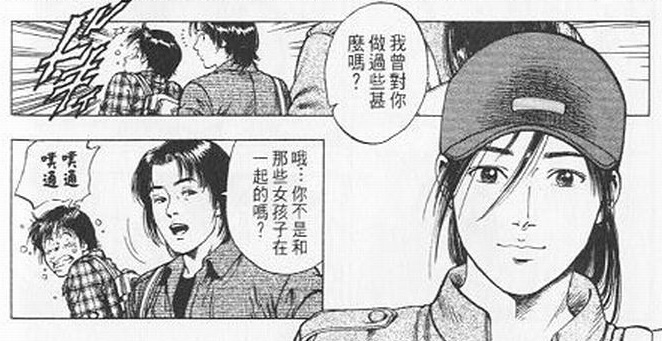 我曾對你
做過些甚
麼嗎？
哦…你不是和
那些女孩子在
一起的嗎？
噗通
噗通